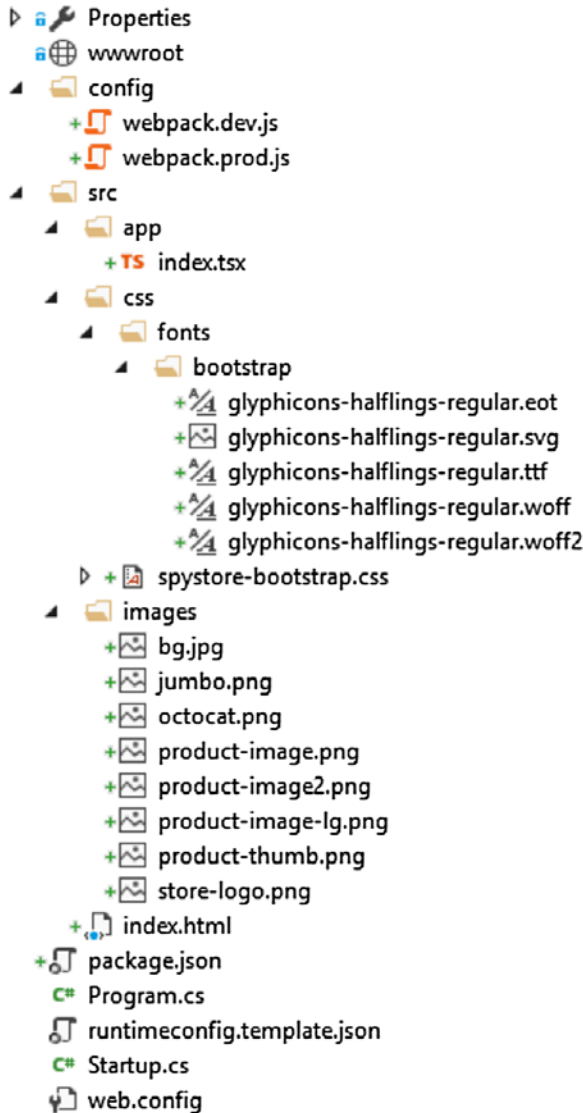 Properties
wwwroot
config
webpack.dev.js
webpack.prod.js
src
app
TS index.tsx
css
fonts
bootstrap
glyphicons-halflings-regular.eot
glyphicons-halflings-regular.svg
glyphicons-halflings-regular.ttf
glyphicons-halflings-regular.woff
glyphicons-halflings-regular.woff2
spystore-bootstrap.css
images
bg.jpg
jumbo.png
octocat.png
product-image.png
product-image2.png
product-image-lg.png
product-thumb.png
store-logo.png
index.html
package.json
C# Program.cs
runtimeconfig.template.json
C# Startup.cs
web.config